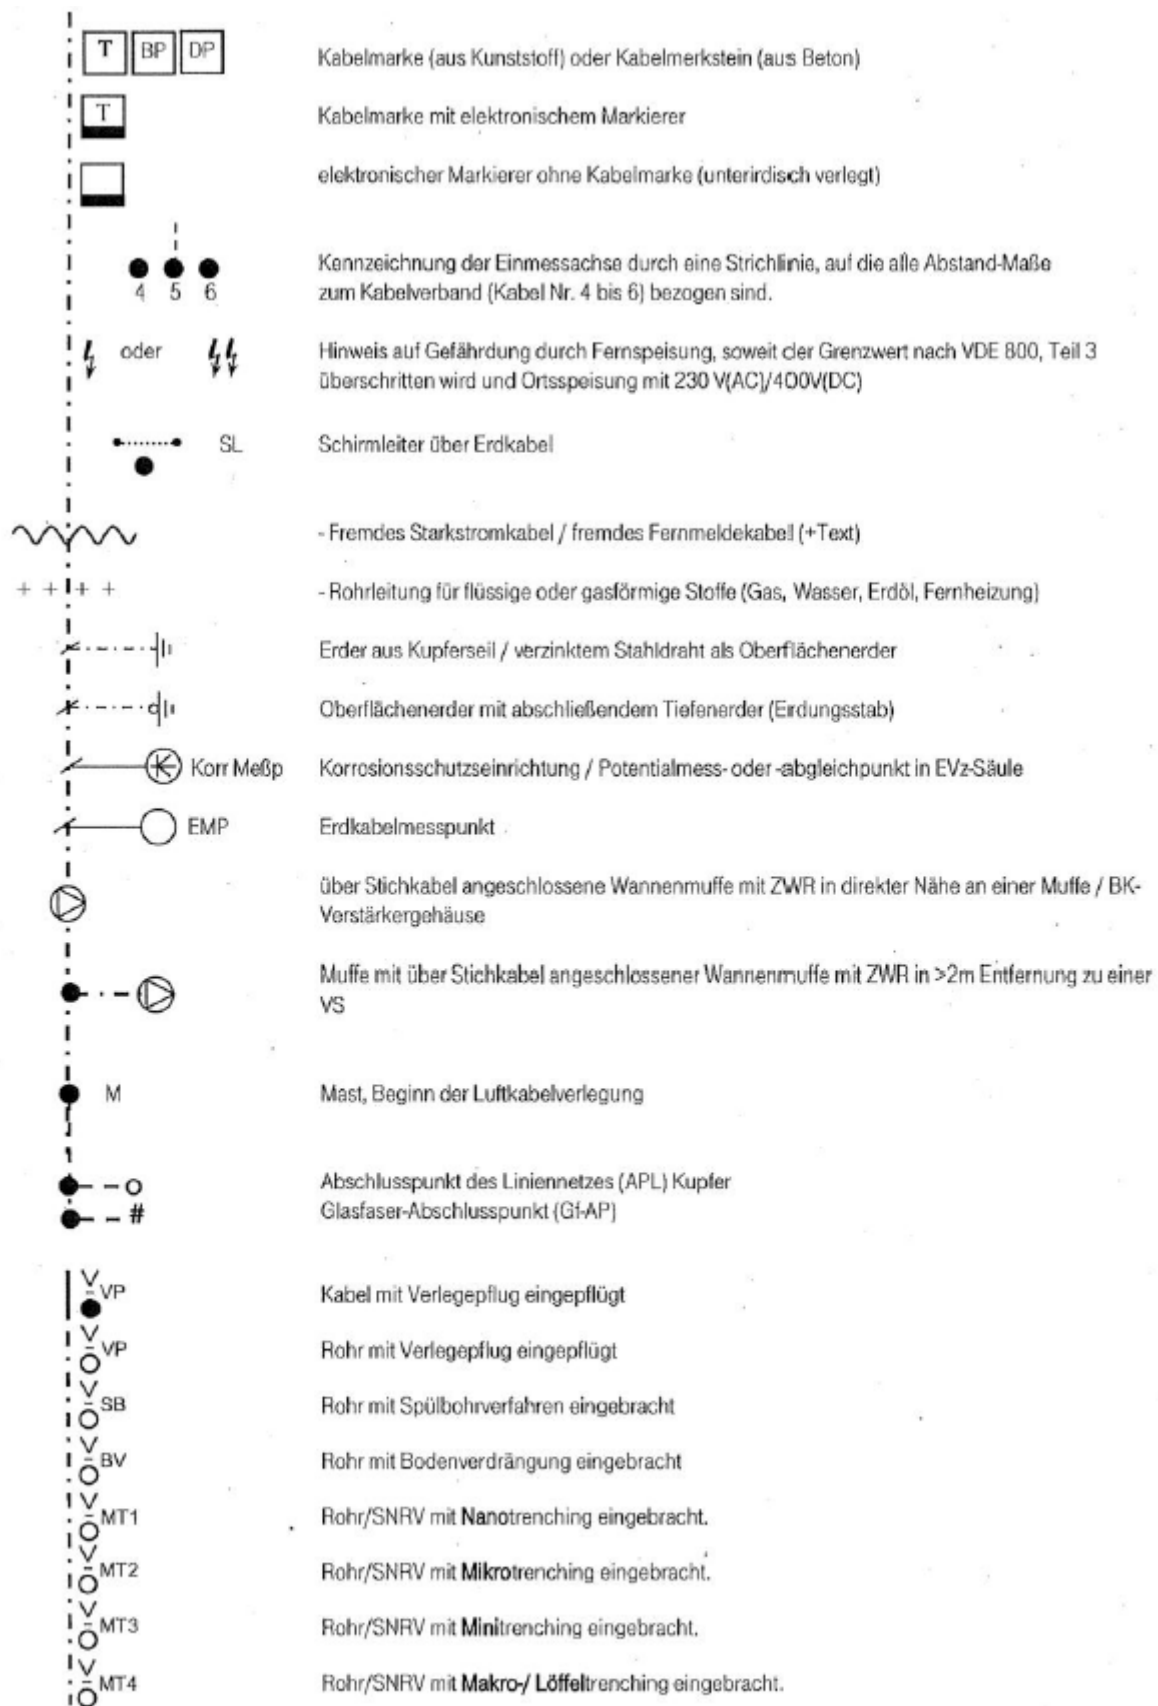 T BP DP Kabelmarke (aus Kunststoff) oder Kabelmerkstein (aus Beton)
T Kabelmarke mit elektronischem Markierer
elektronischer Markierer ohne Kabelmarke (unterirdisch verlegt)
Kennzeichnung der Einmessachse durch eine Strichlinie, auf die alle Abstand-Maße
4 5 6 zum Kabelverband (Kabel Nr. 4 bis 6) bezogen sind.
oder Hinweis auf Gefährdung durch Fernspeisung, soweit der Grenzwert nach VDE 800, Teil 3
überschritten wird und Ortsspeisung mit 230 V(AC)/400V(DC)
SL Schirmleiter über Erdkabel
- Fremdes Starkstromkabel / fremdes Fernmeldekabel (+Text)
+ + + + - Rohrleitung für flüssige oder gasförmige Stoffe (Gas, Wasser, Erdöl, Fernheizung)
Erder aus Kupferseil / verzinktem Stahldraht als Oberflächenerder
Oberflächenerder mit abschließendem Tiefenerder (Erdungsstab)
Korr Meßp Korrosionsschutzseinrichtung / Potentialmess- oder -abgleichpunkt in EVz-Säule
EMP Erdkabelmesspunkt
über Stichkabel angeschlossene Wannenmuffe mit ZWR in direkter Nähe an einer Muffe / BK-
Verstärkergehäuse
Muffe mit über Stichkabel angeschlossener Wannenmuffe mit ZWR in >2m Entfernung zu einer
VS
M Mast, Beginn der Luftkabelverlegung
Abschlusspunkt des Liniennetzes (APL) Kupfer
# Glasfaser-Abschlusspunkt (Gf-AP)
VP Kabel mit Verlegepflug eingepflügt
VP Rohr mit Verlegepflug eingepflügt
SB Rohr mit Spülbohrverfahren eingebracht
BV Rohr mit Bodenverdrängung eingebracht
MT1 Rohr/SNRV mit Nanotrenching eingebracht.
MT2 Rohr/SNRV mit Mikrotrenching eingebracht.
MT3 Rohr/SNRV mit Minitrenching eingebracht.
MT4 Rohr/SNRV mit Makro-/ Löffeltrenching eingebracht.